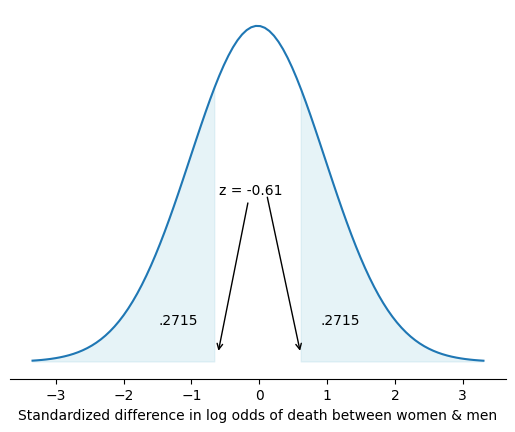 z = -0.61
.2715 .2715
−3 −2 −1 0 1 2 3
Standardized difference in log odds of death between women & men